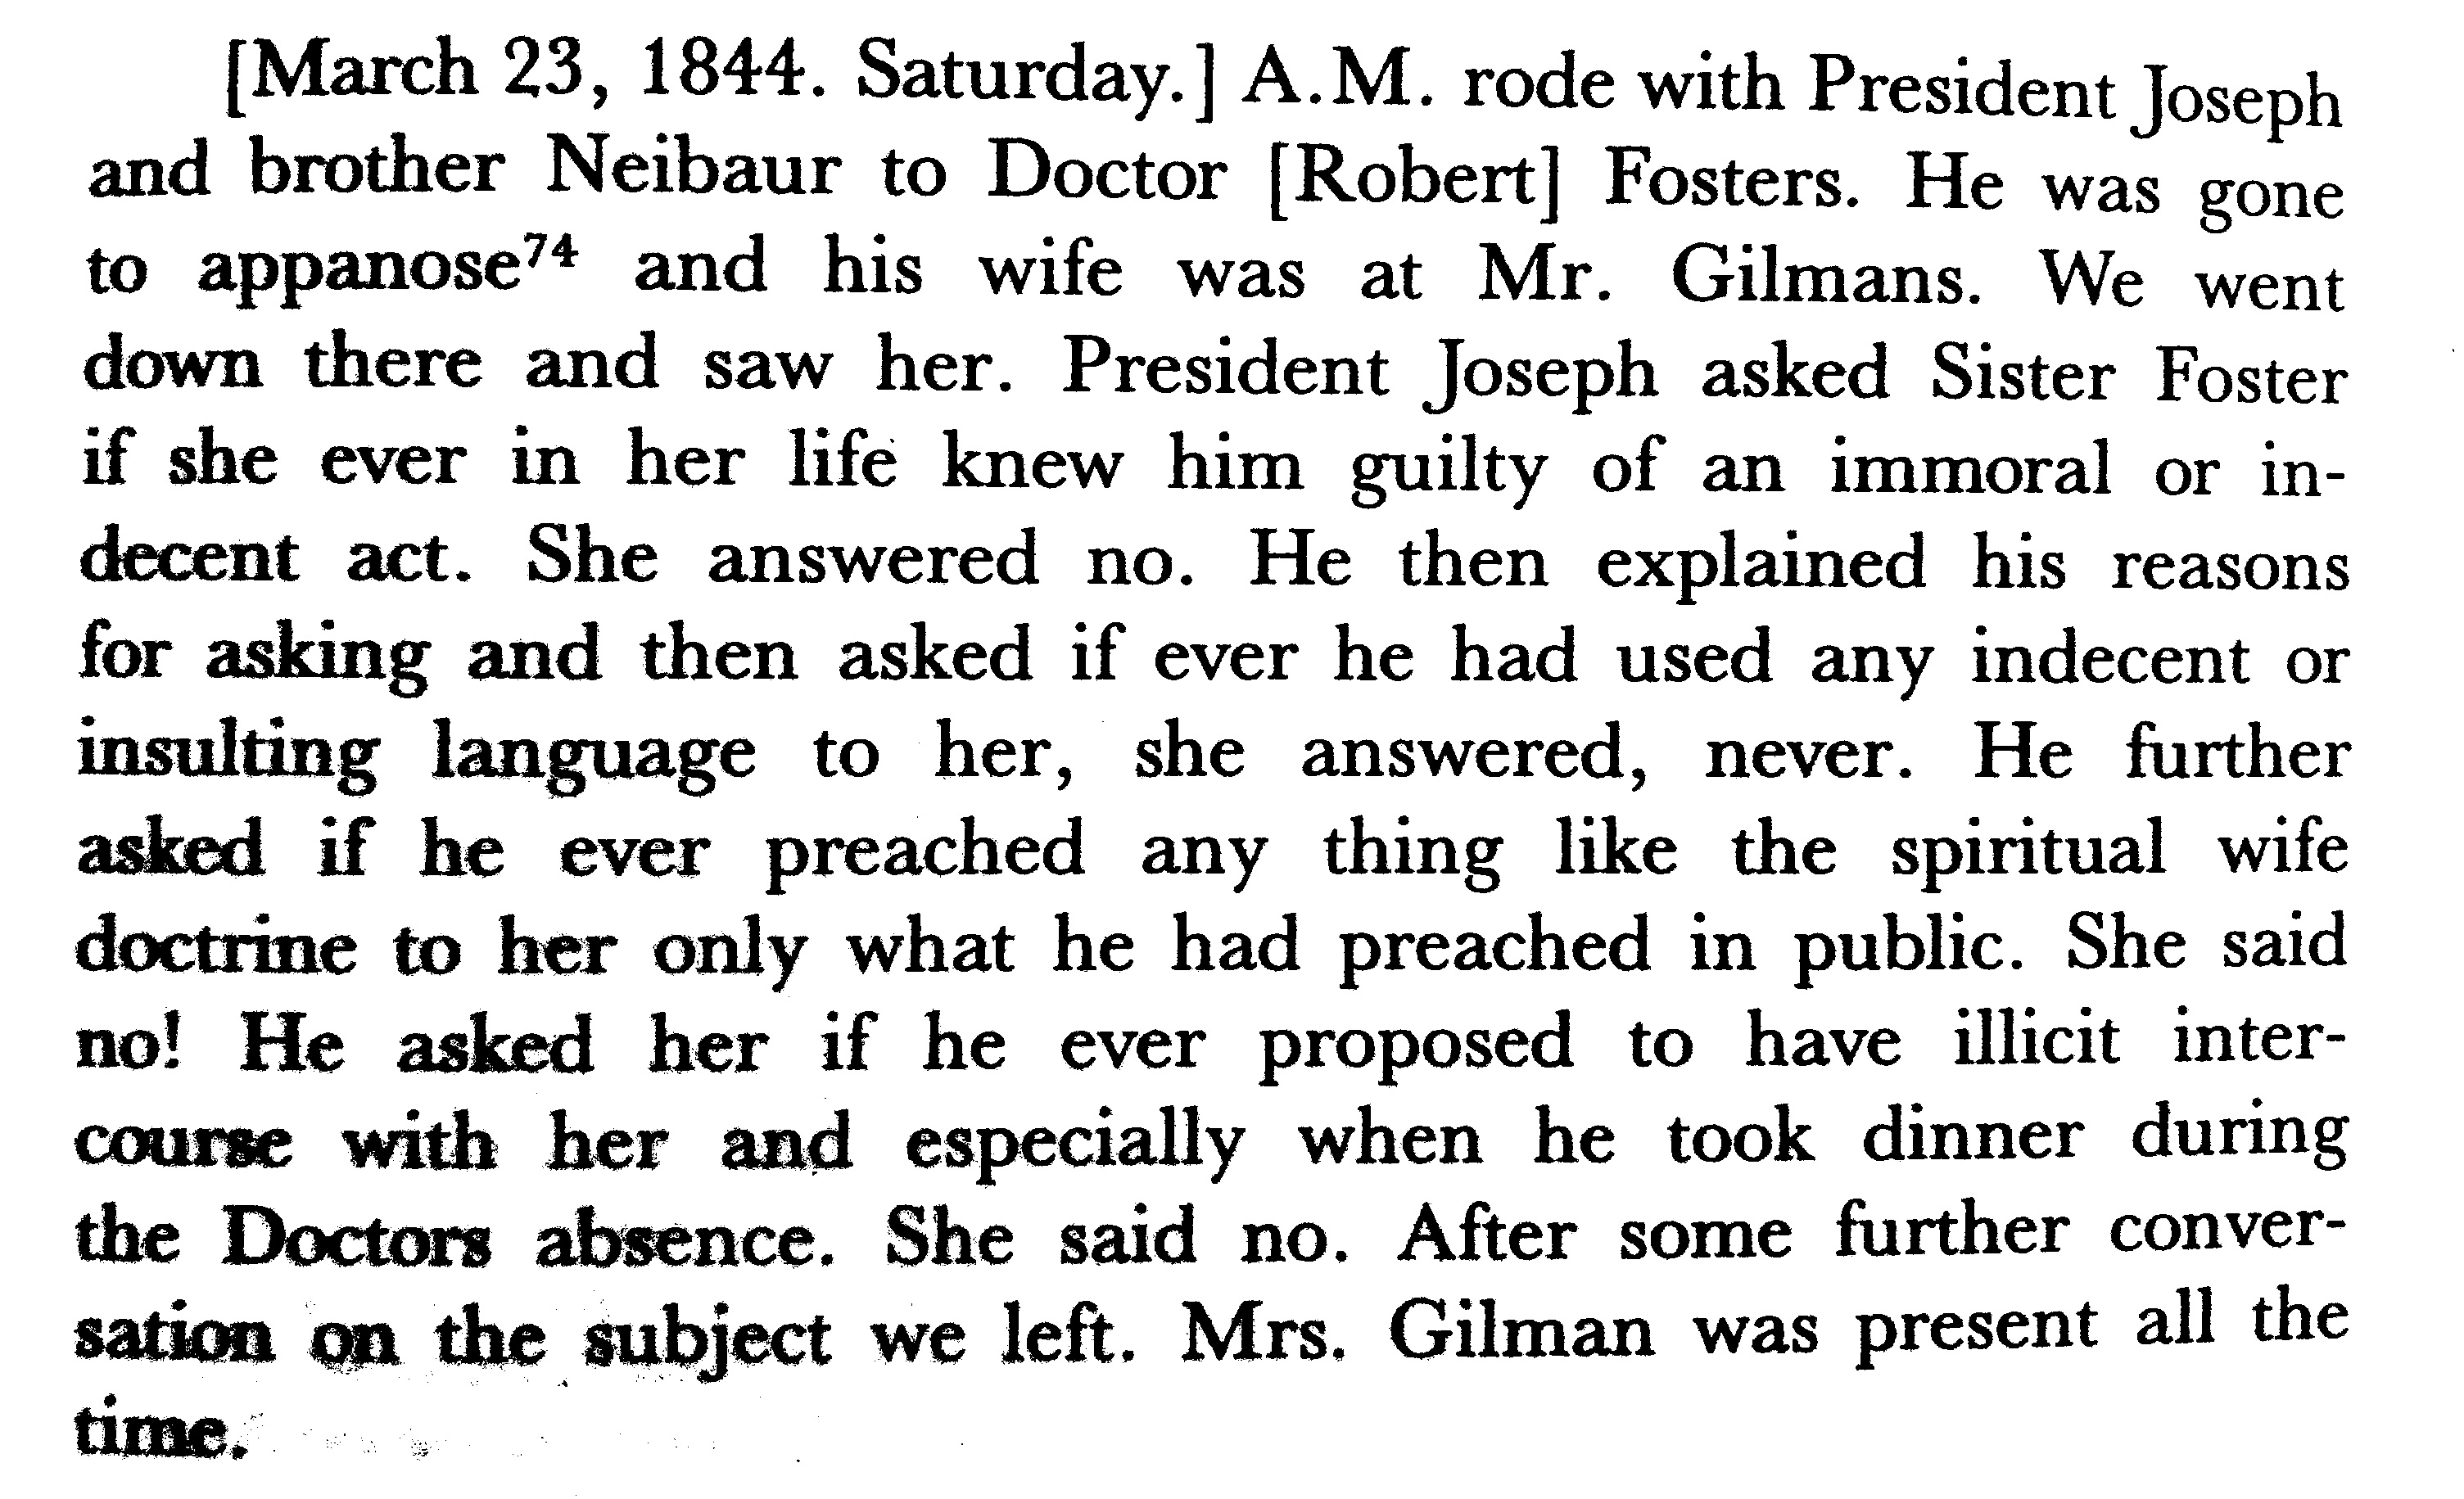 [March 23, 1844. Saturday.] A.M. rode with President Joseph
and brother Neibaur to Doctor [Robert] Fosters. He was gone
to appanose74 and his wife was at Mr. Gilmans. We went
down there and saw her. President Joseph asked Sister Foster
if she ever in her life knew him guilty of an immoral or in-
decent act. She answered no. He then explained his reasons
for asking and then asked if ever he had used any indecent or
insulting language to her, she answered, never. He further
asked if he ever preached any thing like the spiritual wife
doctrine to her only what he had preached in public. She said
no! He asked her if he ever proposed to have illicit inter-
course with her and especially when he took dinner during
the Doctors absence. She said no. After some further conver-
sation on the subject we left. Mrs. Gilman was present all the
time.